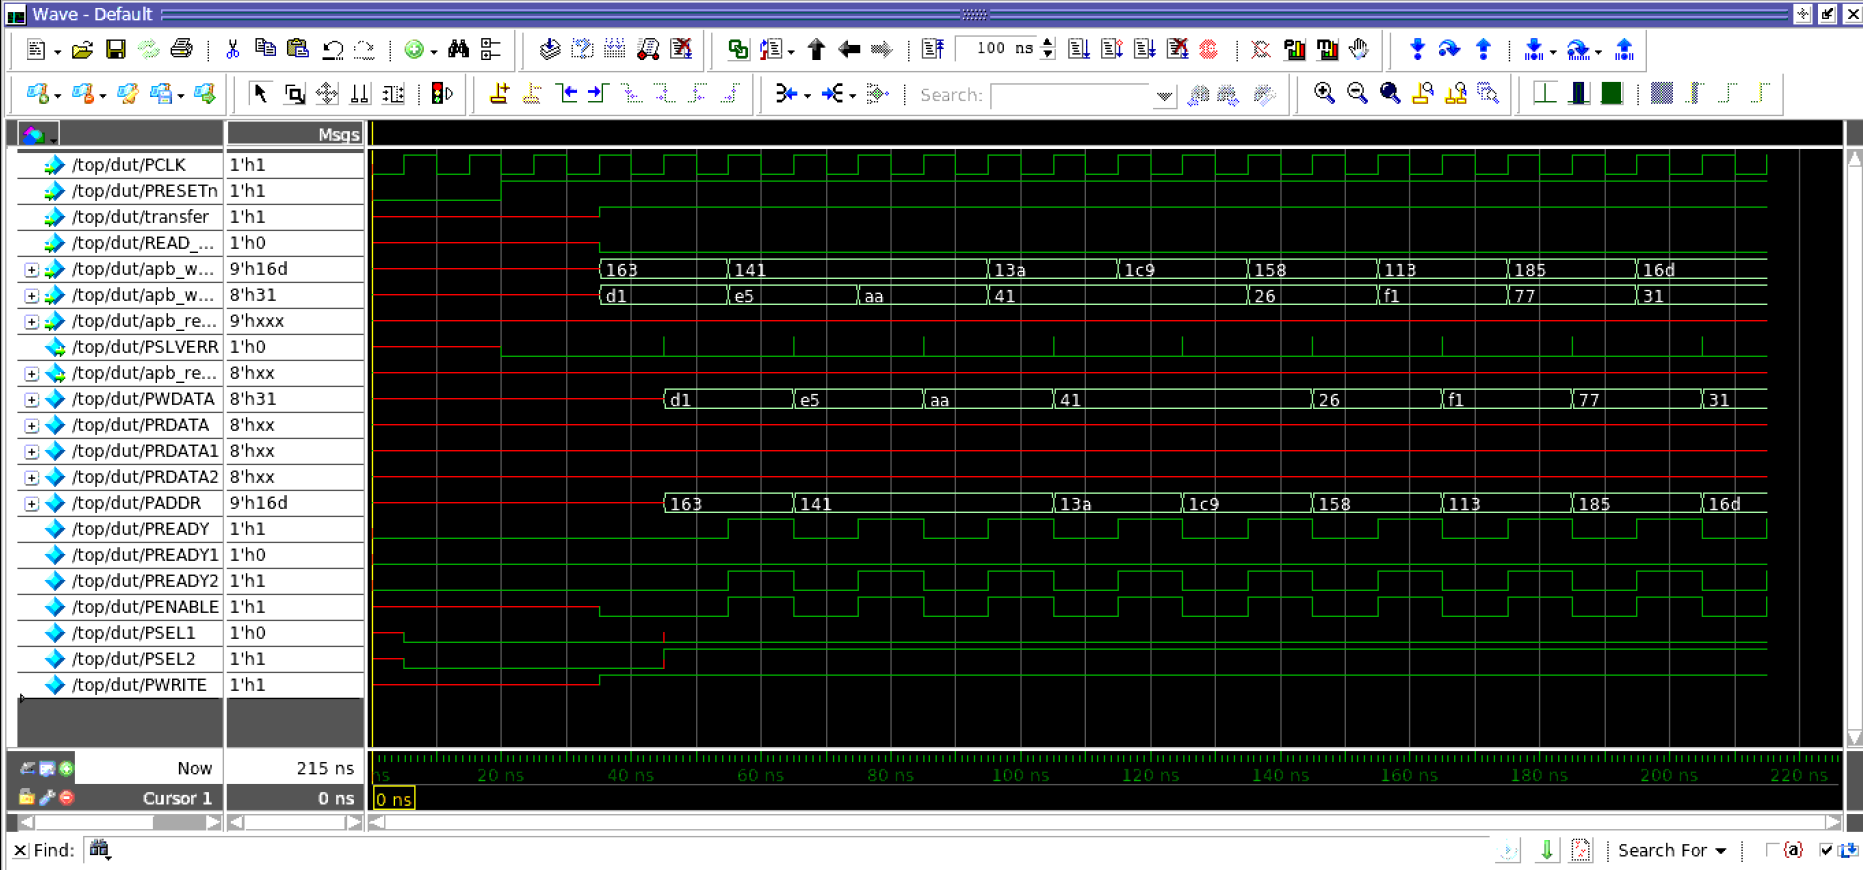 Wave - Default
100 ns
Search:
Msgs
/top/dut/PCLK 1'h1
/top/dut/PRESETn 1'h1
/top/dut/transfer 1'h1
/top/dut/READ_... 1'h0
/top/dut/apb_w... 9'h16d 163 141 13a 1c9 158 113 185 16d
/top/dut/apb_w... 8'h31 d1 e5 aa 41 26 f1 77 31
/top/dut/apb_re... 9'hxxx
/top/dut/PSLVERR 1'h0
/top/dut/apb_re... 8'hxx
/top/dut/PWDATA 8'h31 d1 e5 aa 41 26 f1 77 31
/top/dut/PRDATA 8'hxx
/top/dut/PRDATA1 8'hxx
/top/dut/PRDATA2 8'hxx
/top/dut/PADDR 9'h16d 163 141 13a 1c9 158 113 185 16d
/top/dut/PREADY 1'h1
/top/dut/PREADY1 1'h0
/top/dut/PREADY2 1'h1
/top/dut/PENABLE 1'h1
/top/dut/PSEL1 1'h0
/top/dut/PSEL2 1'h1
/top/dut/PWRITE 1'h1
Now 215 ns ns 20 ns 40 ns 60 ns 80 ns 100 ns 120 ns 140 ns 160 ns 180 ns 200 ns 220 ns
Cursor 1 0 ns 0 ns
Find: Search For {a}